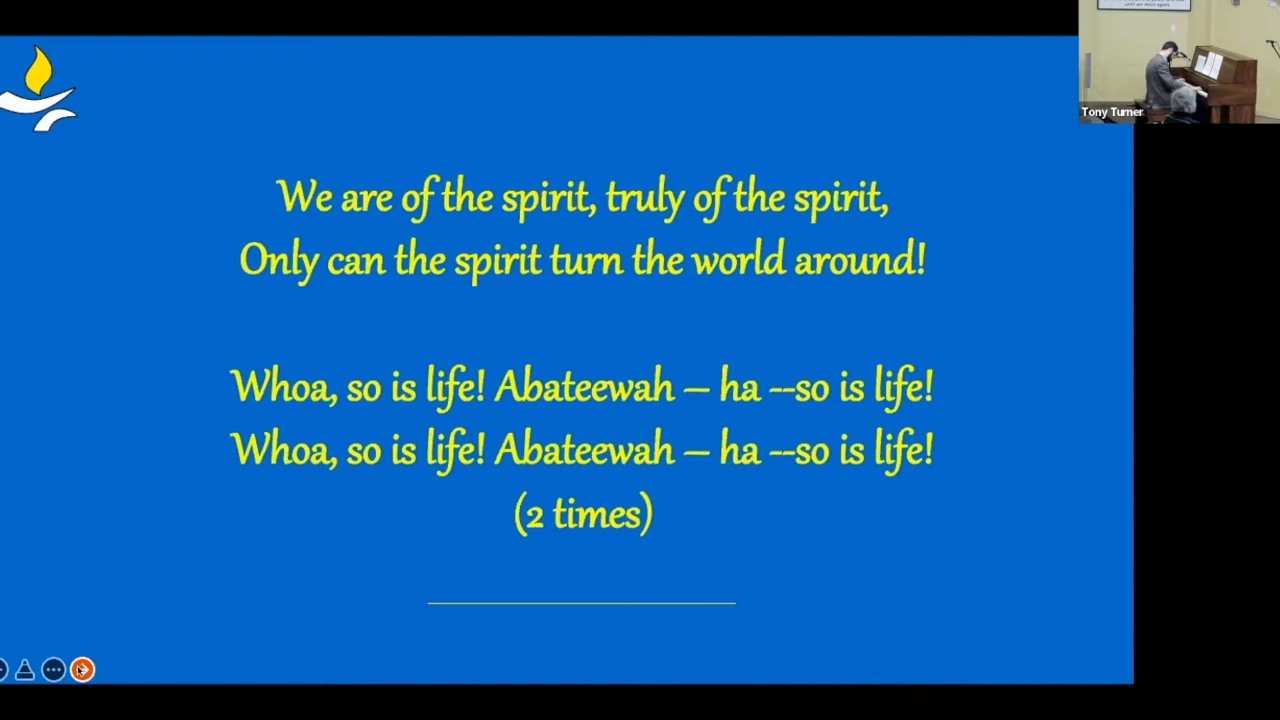 We are of the spirit, truly of the spirit,
Only can the spirit turn the world around!
Whoa, so is life! Abateewah – ha --so is life!
Whoa, so is life! Abateewah – ha --so is life!
(2 times)
Tony Turner